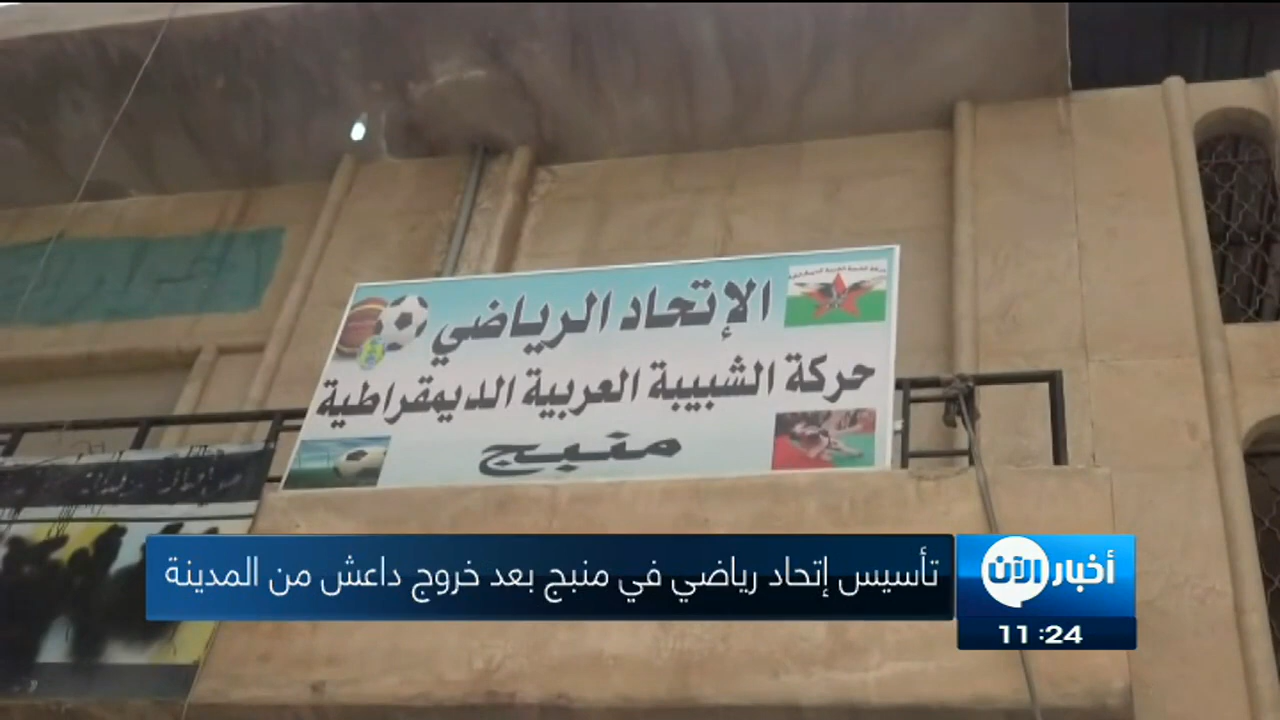 الإتحاد الرياضي
حركة الشبيبة العربية الديمقراطية
منبج
تأسيس إتحاد رياضي في منبج بعد خروج داعش من المدينة
أخبار الآن
11:24